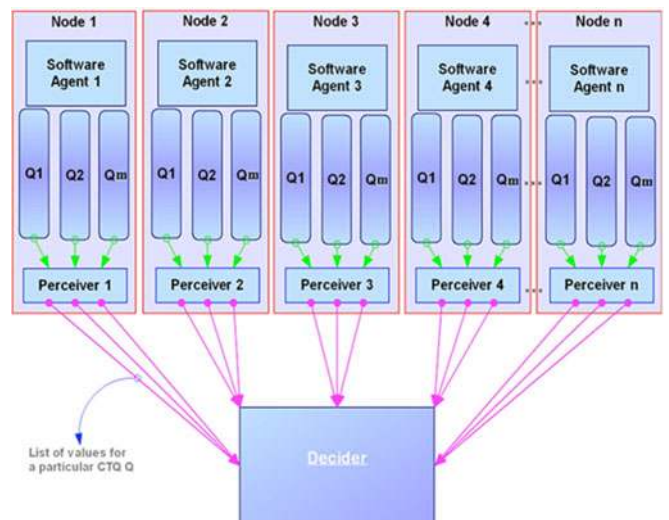 Node 1 Node 2 Node 3 Node 4 ... Node n
Software Agent 1
Software Agent 2
Software Agent 3
Software Agent 4
...
Software Agent n
Q1 Q2 Qm
Q1 Q2 Qm
Q1 Q2 Qm
Q1 Q2 Qm
...
Q1 Q2 Qm
Perceiver 1 Perceiver 2 Perceiver 3 Perceiver 4 ... Perceiver n
List of values for
a particular CTQ Q
Decider